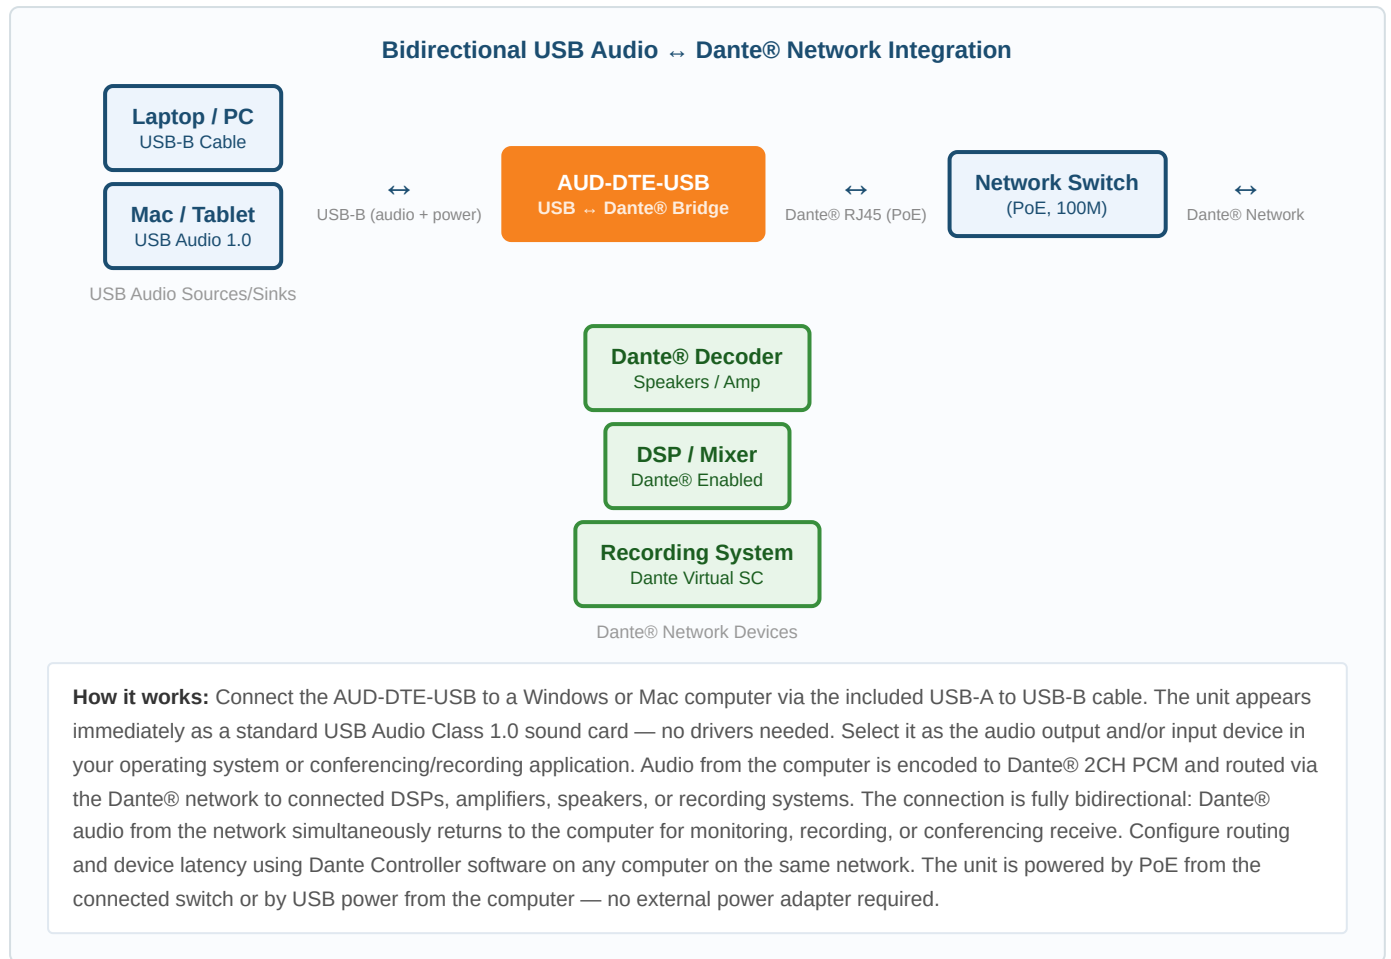 Bidirectional USB Audio ↔ Dante® Network Integration
Laptop / PC
USB-B Cable
Mac / Tablet
USB Audio 1.0
USB Audio Sources/Sinks
↔
USB-B (audio + power)
AUD-DTE-USB
USB ↔ Dante® Bridge
↔
Dante® RJ45 (PoE)
Network Switch
(PoE, 100M)
↔
Dante® Network
Dante® Decoder
Speakers / Amp
DSP / Mixer
Dante® Enabled
Recording System
Dante Virtual SC
Dante® Network Devices
How it works: Connect the AUD-DTE-USB to a Windows or Mac computer via the included USB-A to USB-B cable. The unit appears
immediately as a standard USB Audio Class 1.0 sound card — no drivers needed. Select it as the audio output and/or input device in
your operating system or conferencing/recording application. Audio from the computer is encoded to Dante® 2CH PCM and routed via
the Dante® network to connected DSPs, amplifiers, speakers, or recording systems. The connection is fully bidirectional: Dante®
audio from the network simultaneously returns to the computer for monitoring, recording, or conferencing receive. Configure routing
and device latency using Dante Controller software on any computer on the same network. The unit is powered by PoE from the
connected switch or by USB power from the computer — no external power adapter required.